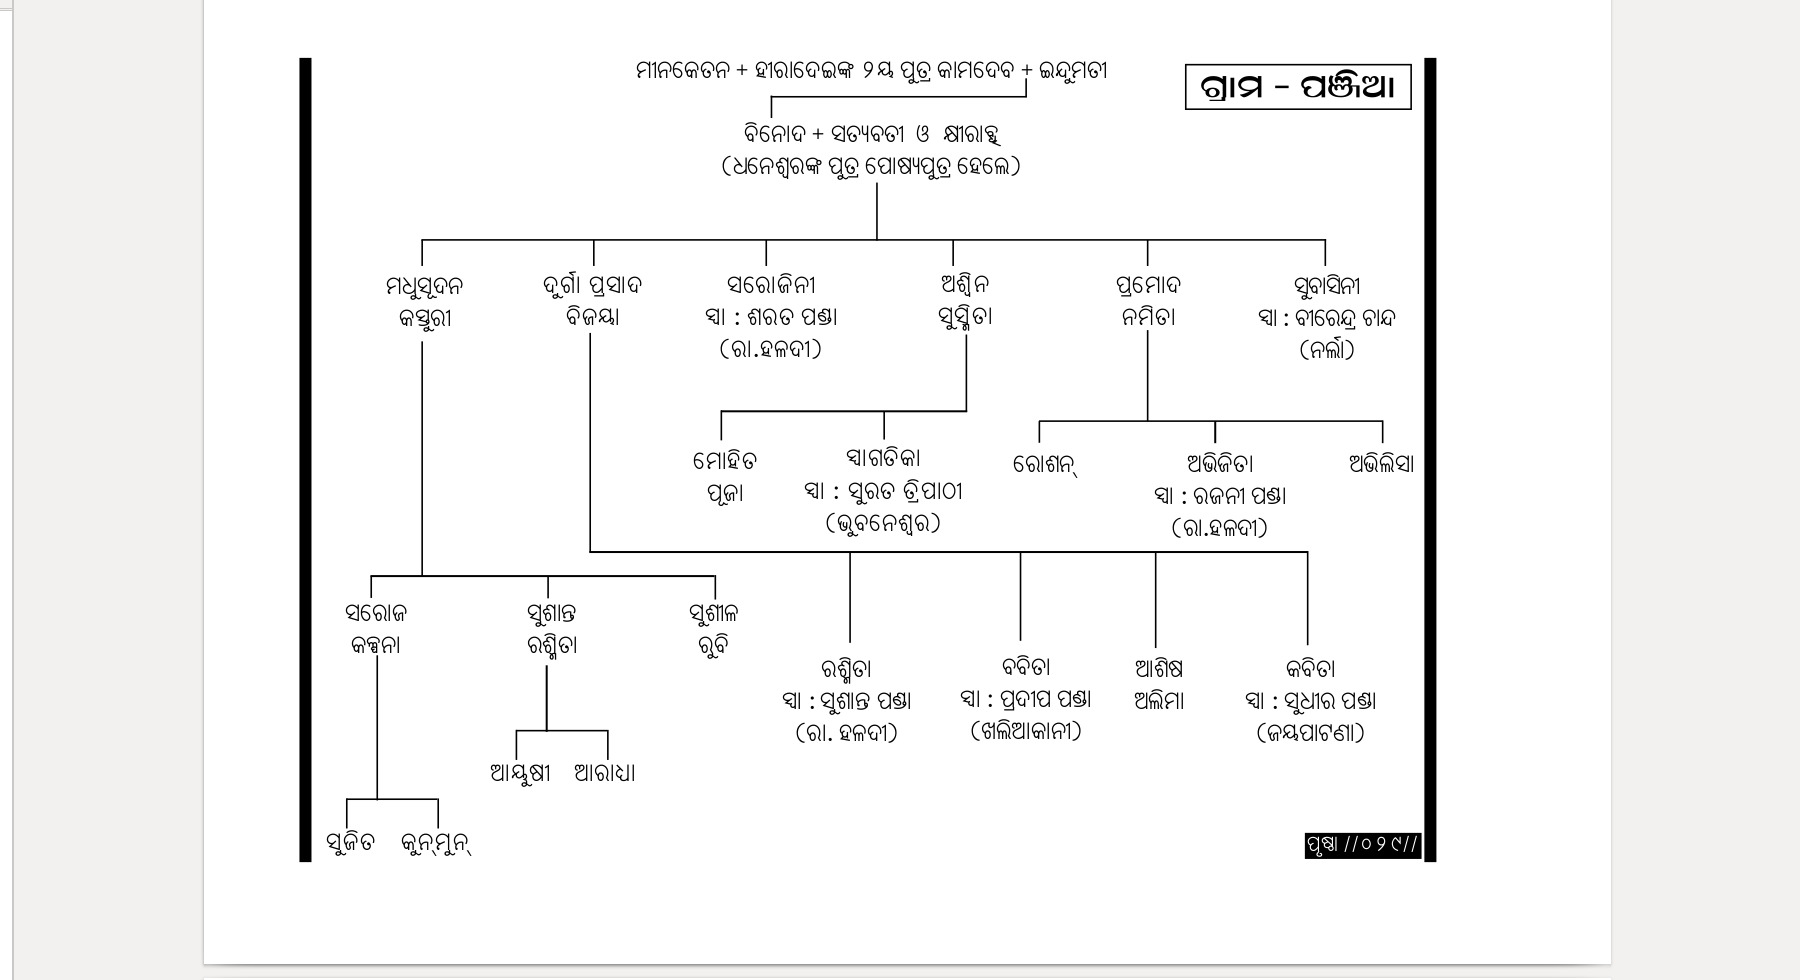 ମୀନକେତନ + ହୀରାଦେଇଙ୍କ ୨ୟ ପୁତ୍ର କାମଦେବ + ଇନ୍ଦୁମତୀ
ଗ୍ରାମ - ପଞ୍ଜିଆ
ବିନୋଦ + ସତ୍ୟବତୀ ଓ କ୍ଷୀରାବ୍ଧି
(ଧନେଶ୍ୱରଙ୍କ ପୁତ୍ର ପୋଷ୍ୟପୁତ୍ର ହେଲେ)
ମଧୁସୂଦନ ଦୁର୍ଗା ପ୍ରସାଦ ସରୋଜିନୀ ଅଶ୍ୱିନ ପ୍ରମୋଦ ସୁବାସିନୀ
କସ୍ତୁରୀ ବିଜୟା ସ୍ୱା : ଶରତ ପଣ୍ଡା ସୁସ୍ମିତା ନମିତା ସ୍ୱା : ବୀରେନ୍ଦ୍ର ଚାନ୍ଦ
(ରା.ହଳଦୀ) (ନର୍ଲା)
ମୋହିତ ସ୍ୱାଗତିକା ରୋଶନ୍ ଅଭିଜିତା ଅଭିଲିସା
ପୂଜା ସ୍ୱା : ସୁରତ ତ୍ରିପାଠୀ ସ୍ୱା : ରଜନୀ ପଣ୍ଡା
(ଭୁବନେଶ୍ୱର) (ରା.ହଳଦୀ)
ସରୋଜ ସୁଶାନ୍ତ ସୁଶୀଳ
କଳ୍ପନା ରଶ୍ମିତା ରୁବି
ରଶ୍ମିତା ବବିତା ଆଶିଷ କବିତା
ସ୍ୱା : ସୁଶାନ୍ତ ପଣ୍ଡା ସ୍ୱା : ପ୍ରଦୀପ ପଣ୍ଡା ଅଲିମା ସ୍ୱା : ସୁଧୀର ପଣ୍ଡା
(ରା. ହଳଦୀ) (ଖଲିଆକାନୀ) (ଜୟପାଟଣା)
ଆୟୁଷୀ ଆରାଧ୍ୟା
ସୁଜିତ କୁନ୍‌ମୁନ୍
ପୃଷ୍ଠା //୦୨୯//